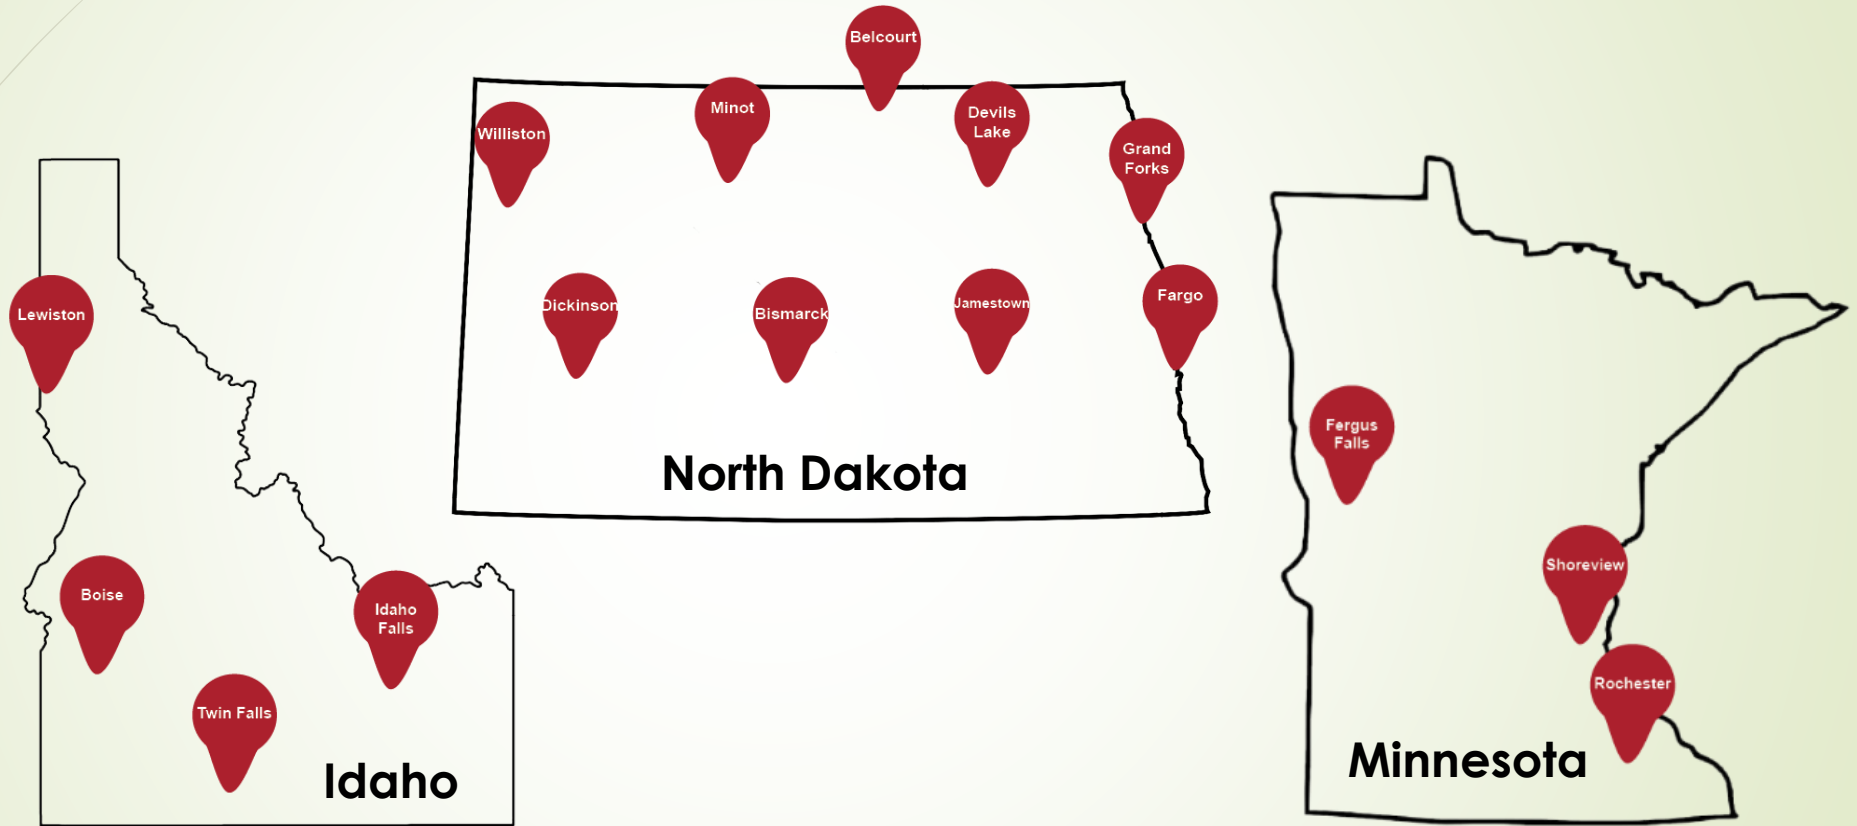 Belcourt
Minot
Devils
Lake
Williston
Grand
Forks
Dickinson
Bismarck
Jamestown
Fargo
North Dakota
Lewiston
Boise
Idaho
Falls
Twin Falls
Idaho
Fergus
Falls
Shoreview
Rochester
Minnesota